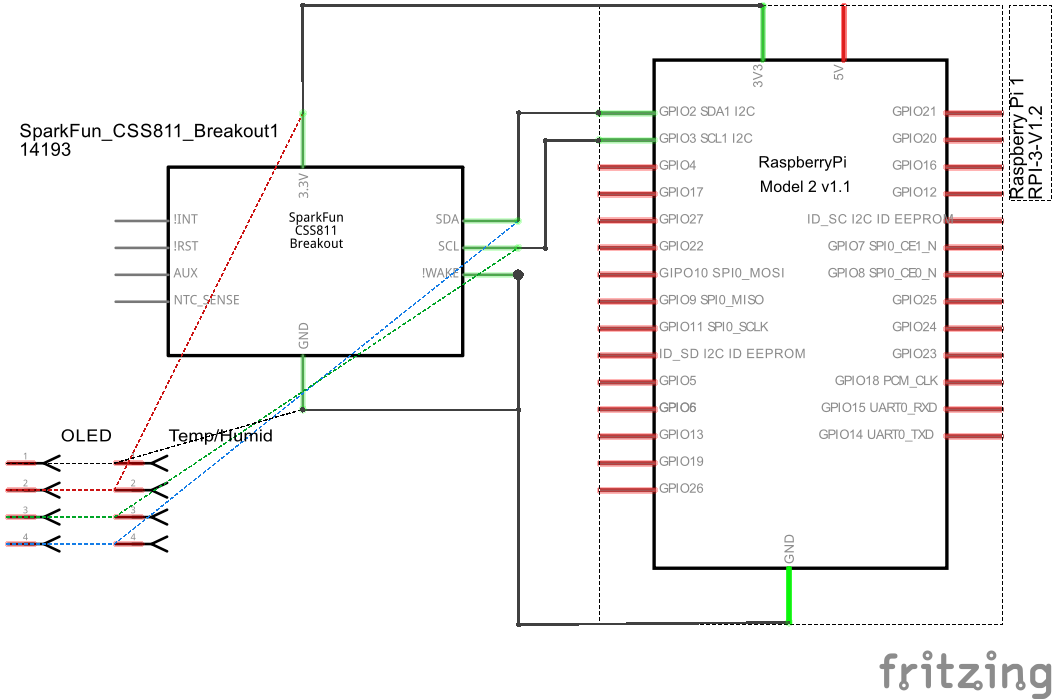 3V3
5V
SparkFun_CSS811_Breakout1
14193
3.3V
SparkFun
CSS811
Breakout
!INT
!RST
AUX
NTC_SENSE
SDA
SCL
!WAKE
GND
OLED
Temp/Humid
1
2
2
3
3
4
4
GPIO2 SDA1 I2C
GPIO3 SCL1 I2C
GPIO4
GPIO17
GPIO27
GPIO22
GIPO10 SPI0_MOSI
GPIO9 SPI0_MISO
GPIO11 SPI0_SCLK
ID_SD I2C ID EEPROM
GPIO5
GPIO6
GPIO13
GPIO19
GPIO26
RaspberryPi
Model 2 v1.1
GPIO21
GPIO20
GPIO16
GPIO12
ID_SC I2C ID EEPROM
GPIO7 SPI0_CE1_N
GPIO8 SPI0_CE0_N
GPIO25
GPIO24
GPIO23
GPIO18 PCM_CLK
GPIO15 UART0_RXD
GPIO14 UART0_TXD
GND
Raspberry Pi 1
RPI-3-V1.2
fritzing